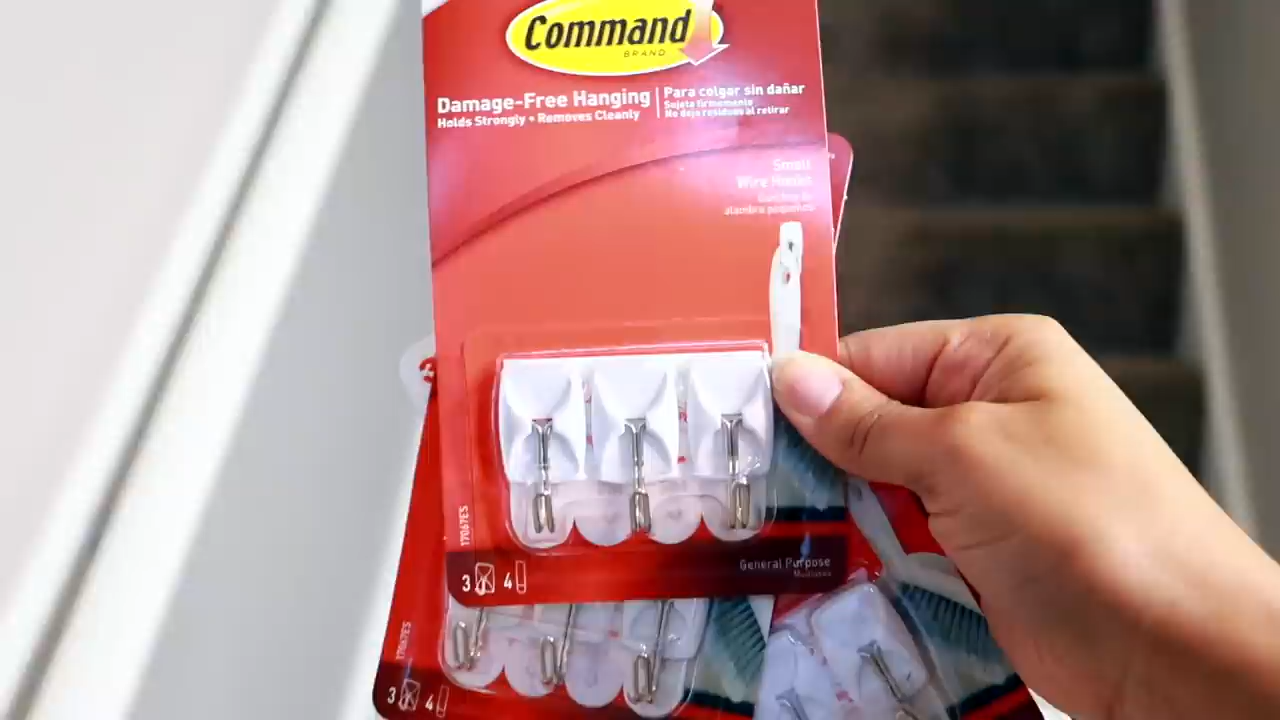 Command
BRAND
Damage-Free Hanging
Holds Strongly • Removes Cleanly
Para colgar sin dañar
Sujeta firmemente
No deja residuos al retirar
Small
Wire Hooks
Ganchos de
alambre pequeños
17067ES
General Purpose
Multiusos
3 4
17067ES
3 4